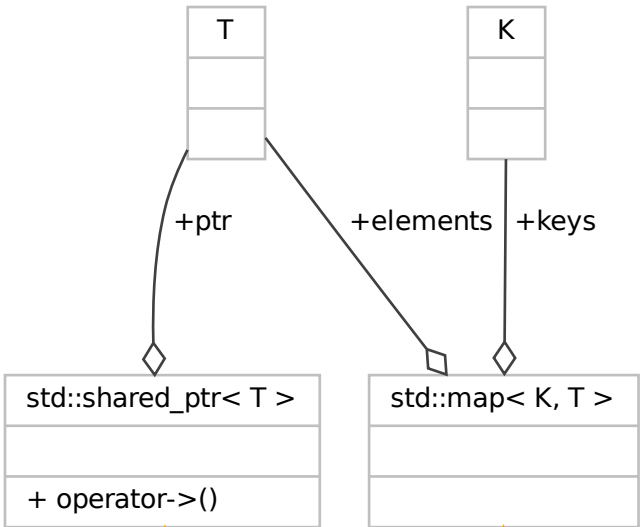 T
K
+ptr
+elements
+keys
std::shared_ptr< T >
std::map< K, T >
+ operator->()